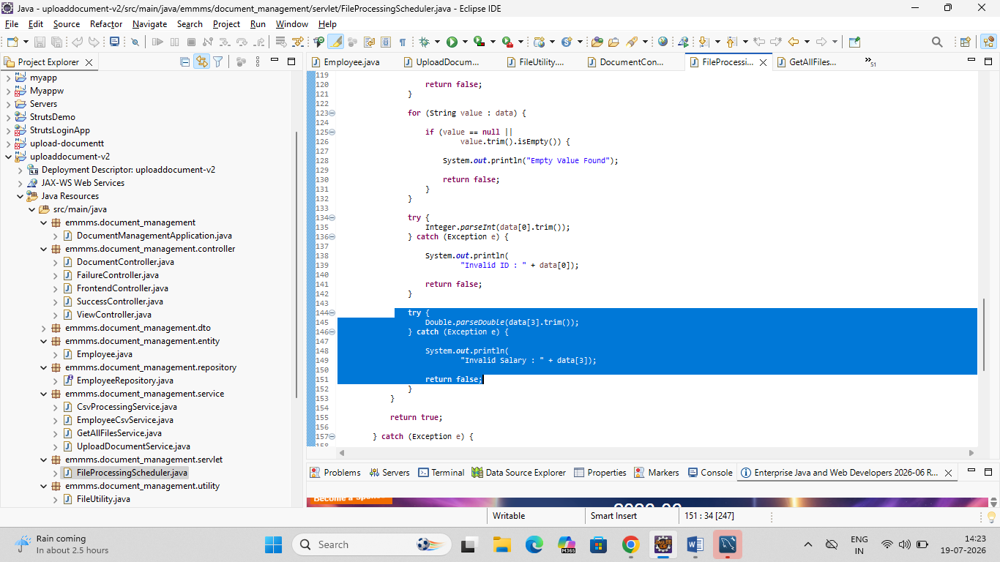 Java - uploaddocument-v2/src/main/java/emmms/document_management/servlet/FileProcessingScheduler.java - Eclipse IDE
File Edit Source Refactor Navigate Search Project Run Window Help
Project Explorer
myapp
Myappw
Servers
StrutsDemo
StrutsLoginApp
upload-documentt
uploaddocument-v2
Deployment Descriptor: uploaddocument-v2
JAX-WS Web Services
Java Resources
src/main/java
emmms.document_management
DocumentManagementApplication.java
emmms.document_management.controller
DocumentController.java
FailureController.java
FrontendController.java
SuccessController.java
ViewController.java
emmms.document_management.dto
emmms.document_management.entity
Employee.java
emmms.document_management.repository
EmployeeRepository.java
emmms.document_management.service
CsvProcessingService.java
EmployeeCsvService.java
GetAllFilesService.java
UploadDocumentService.java
emmms.document_management.servlet
FileProcessingScheduler.java
emmms.document_management.utility
FileUtility.java
Employee.java UploadDocum... FileUtility.... DocumentCon... FileProcessi... GetAllFiles... »51
119
120 return false;
121 }
122
123 for (String value : data) {
124
125 if (value == null ||
126 value.trim().isEmpty()) {
127
128 System.out.println("Empty Value Found");
129
130 return false;
131 }
132 }
133
134 try {
135 Integer.parseInt(data[0].trim());
136 } catch (Exception e) {
137
138 System.out.println(
139 "Invalid ID : " + data[0]);
140
141 return false;
142 }
143
144 try {
145 Double.parseDouble(data[3].trim());
146 } catch (Exception e) {
147
148 System.out.println(
149 "Invalid Salary : " + data[3]);
150
151 return false;
152 }
153 }
154
155 return true;
156
157 } catch (Exception e) {
158
Problems Servers Terminal Data Source Explorer Properties Markers Console Enterprise Java and Web Developers 2026-06 R...
Writable Smart Insert 151 : 34 [247]
Rain coming
In about 2.5 hours
Search
M365
Java EE
IDE
ENG
IN
14:23
19-07-2026